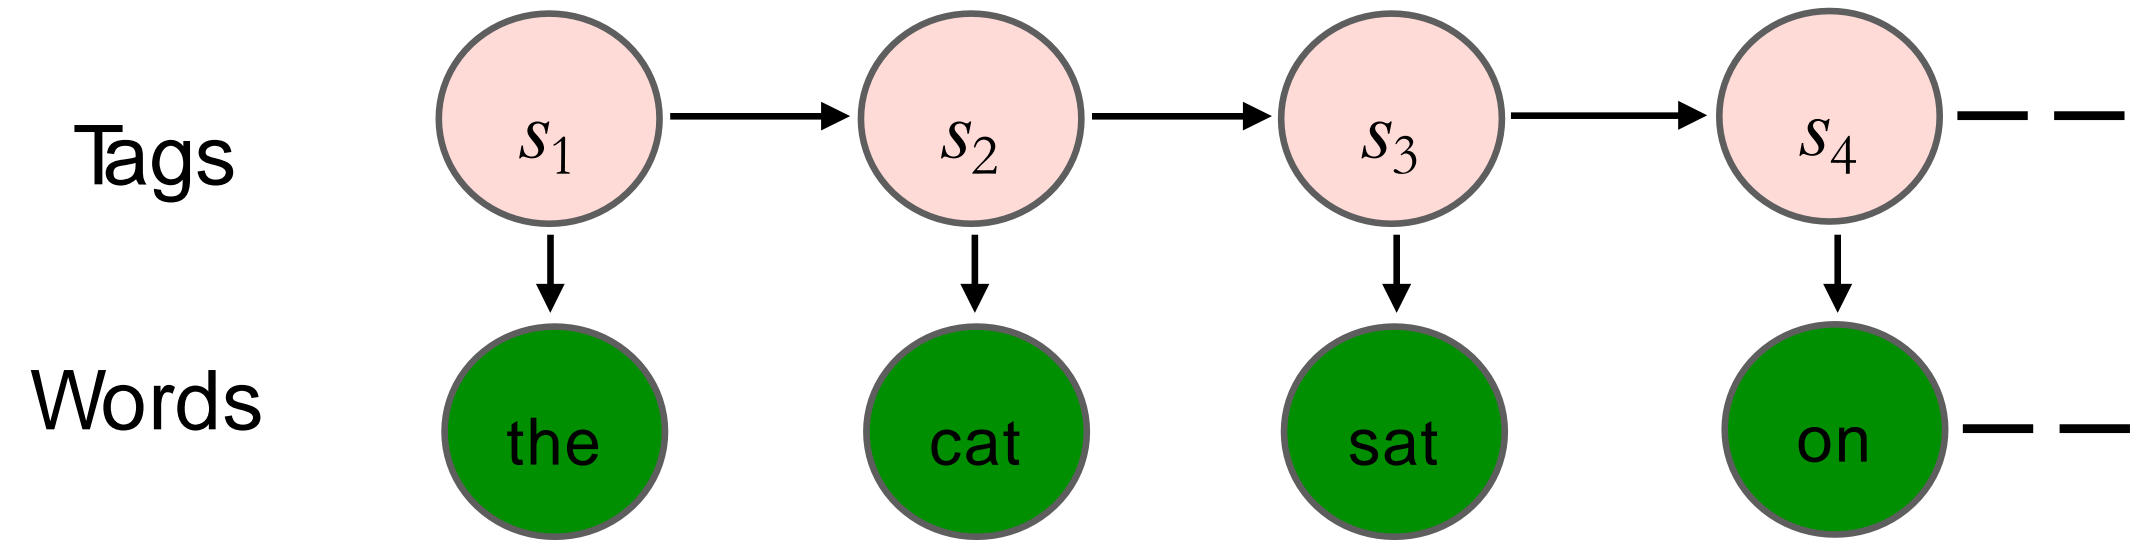 Tags s₁ s₂ s₃ s₄
Words the cat sat on